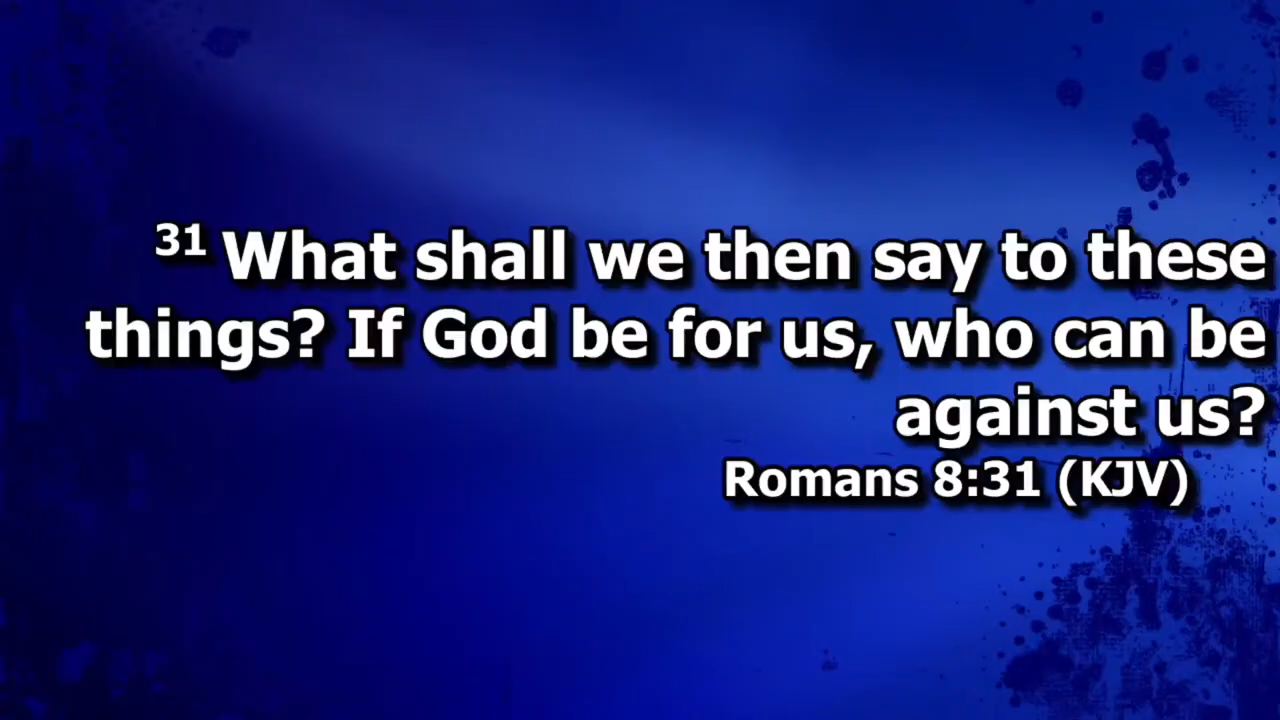 31 What shall we then say to these
things? If God be for us, who can be
against us?
Romans 8:31 (KJV)